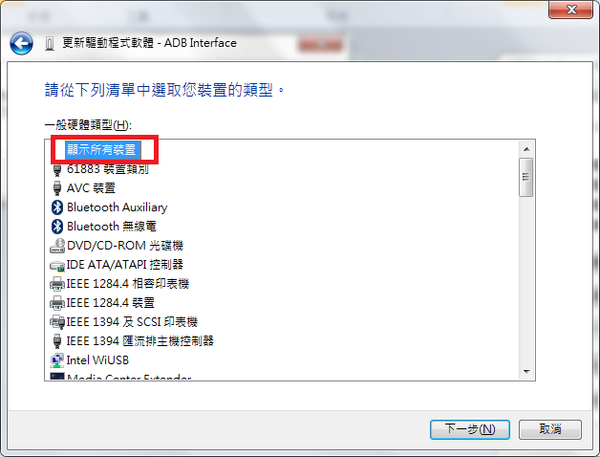 更新驅動程式軟體 - ADB Interface
請從下列清單中選取您裝置的類型。
一般硬體類型(H):
顯示所有裝置
61883 裝置類別
AVC 裝置
Bluetooth Auxiliary
Bluetooth 無線電
DVD/CD-ROM 光碟機
IDE ATA/ATAPI 控制器
IEEE 1284.4 相容印表機
IEEE 1284.4 裝置
IEEE 1394 及 SCSI 印表機
IEEE 1394 匯流排主機控制器
Intel WiUSB
Media Center Extender
下一步(N)
取消